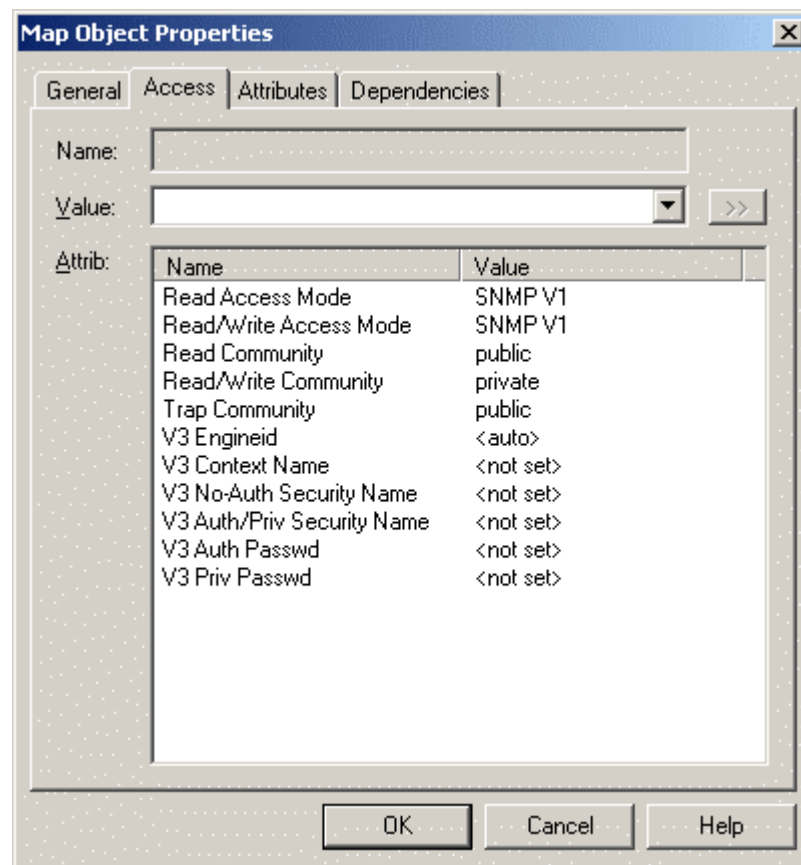 Map Object Properties
General Access Attributes Dependencies
Name:
Value: >>
Attrib: Name Value
Read Access Mode SNMP V1
Read/Write Access Mode SNMP V1
Read Community public
Read/Write Community private
Trap Community public
V3 Engineid <auto>
V3 Context Name <not set>
V3 No-Auth Security Name <not set>
V3 Auth/Priv Security Name <not set>
V3 Auth Passwd <not set>
V3 Priv Passwd <not set>
OK Cancel Help